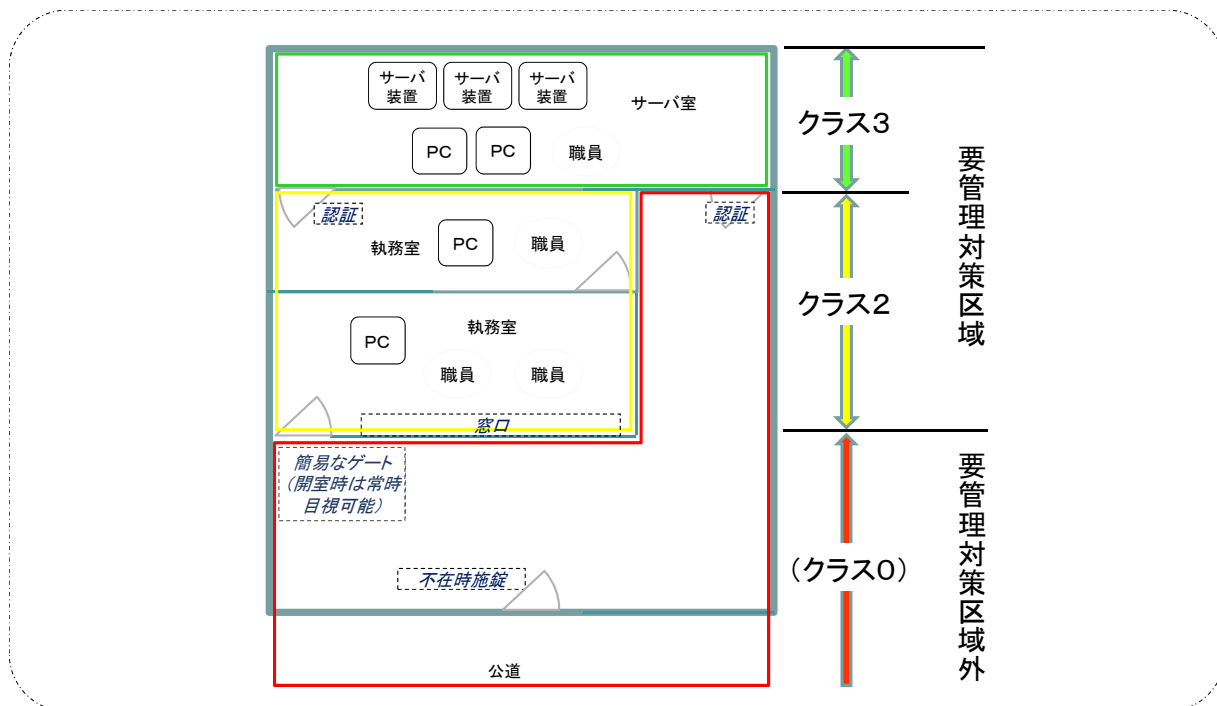 サーバ
装置
サーバ
装置
サーバ
装置
サーバ室
PC
PC
職員
認証
認証
執務室
PC
職員
執務室
PC
職員
職員
窓口
簡易なゲート
（開室時は常時
目視可能）
不在時施錠
公道
クラス３
クラス２
（クラス０）
要管理対策区域
要管理対策区域外